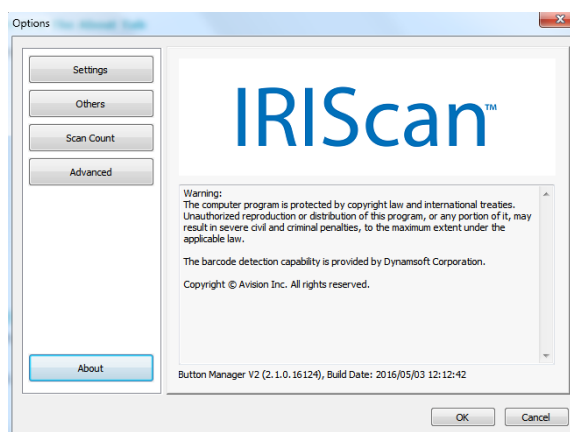 Options
Settings
Others
Scan Count
Advanced
About
IRIScan™
Warning:
The computer program is protected by copyright law and international treaties.
Unauthorized reproduction or distribution of this program, or any portion of it, may
result in severe civil and criminal penalties, to the maximum extent under the
applicable law.
The barcode detection capability is provided by Dynamsoft Corporation.
Copyright © Avision Inc. All rights reserved.
Button Manager V2 (2.1.0.16124), Build Date: 2016/05/03 12:12:42
OK
Cancel